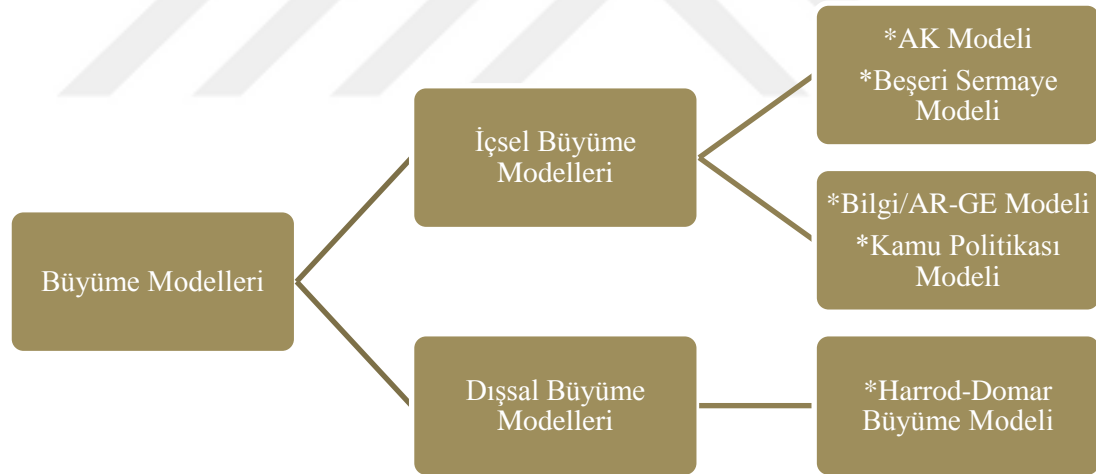 Büyüme Modelleri
İçsel Büyüme
Modelleri
*AK Modeli
*Beşeri Sermaye
Modeli
*Bilgi/AR-GE Modeli
*Kamu Politikası
Modeli
Dışsal Büyüme
Modelleri
*Harrod-Domar
Büyüme Modeli